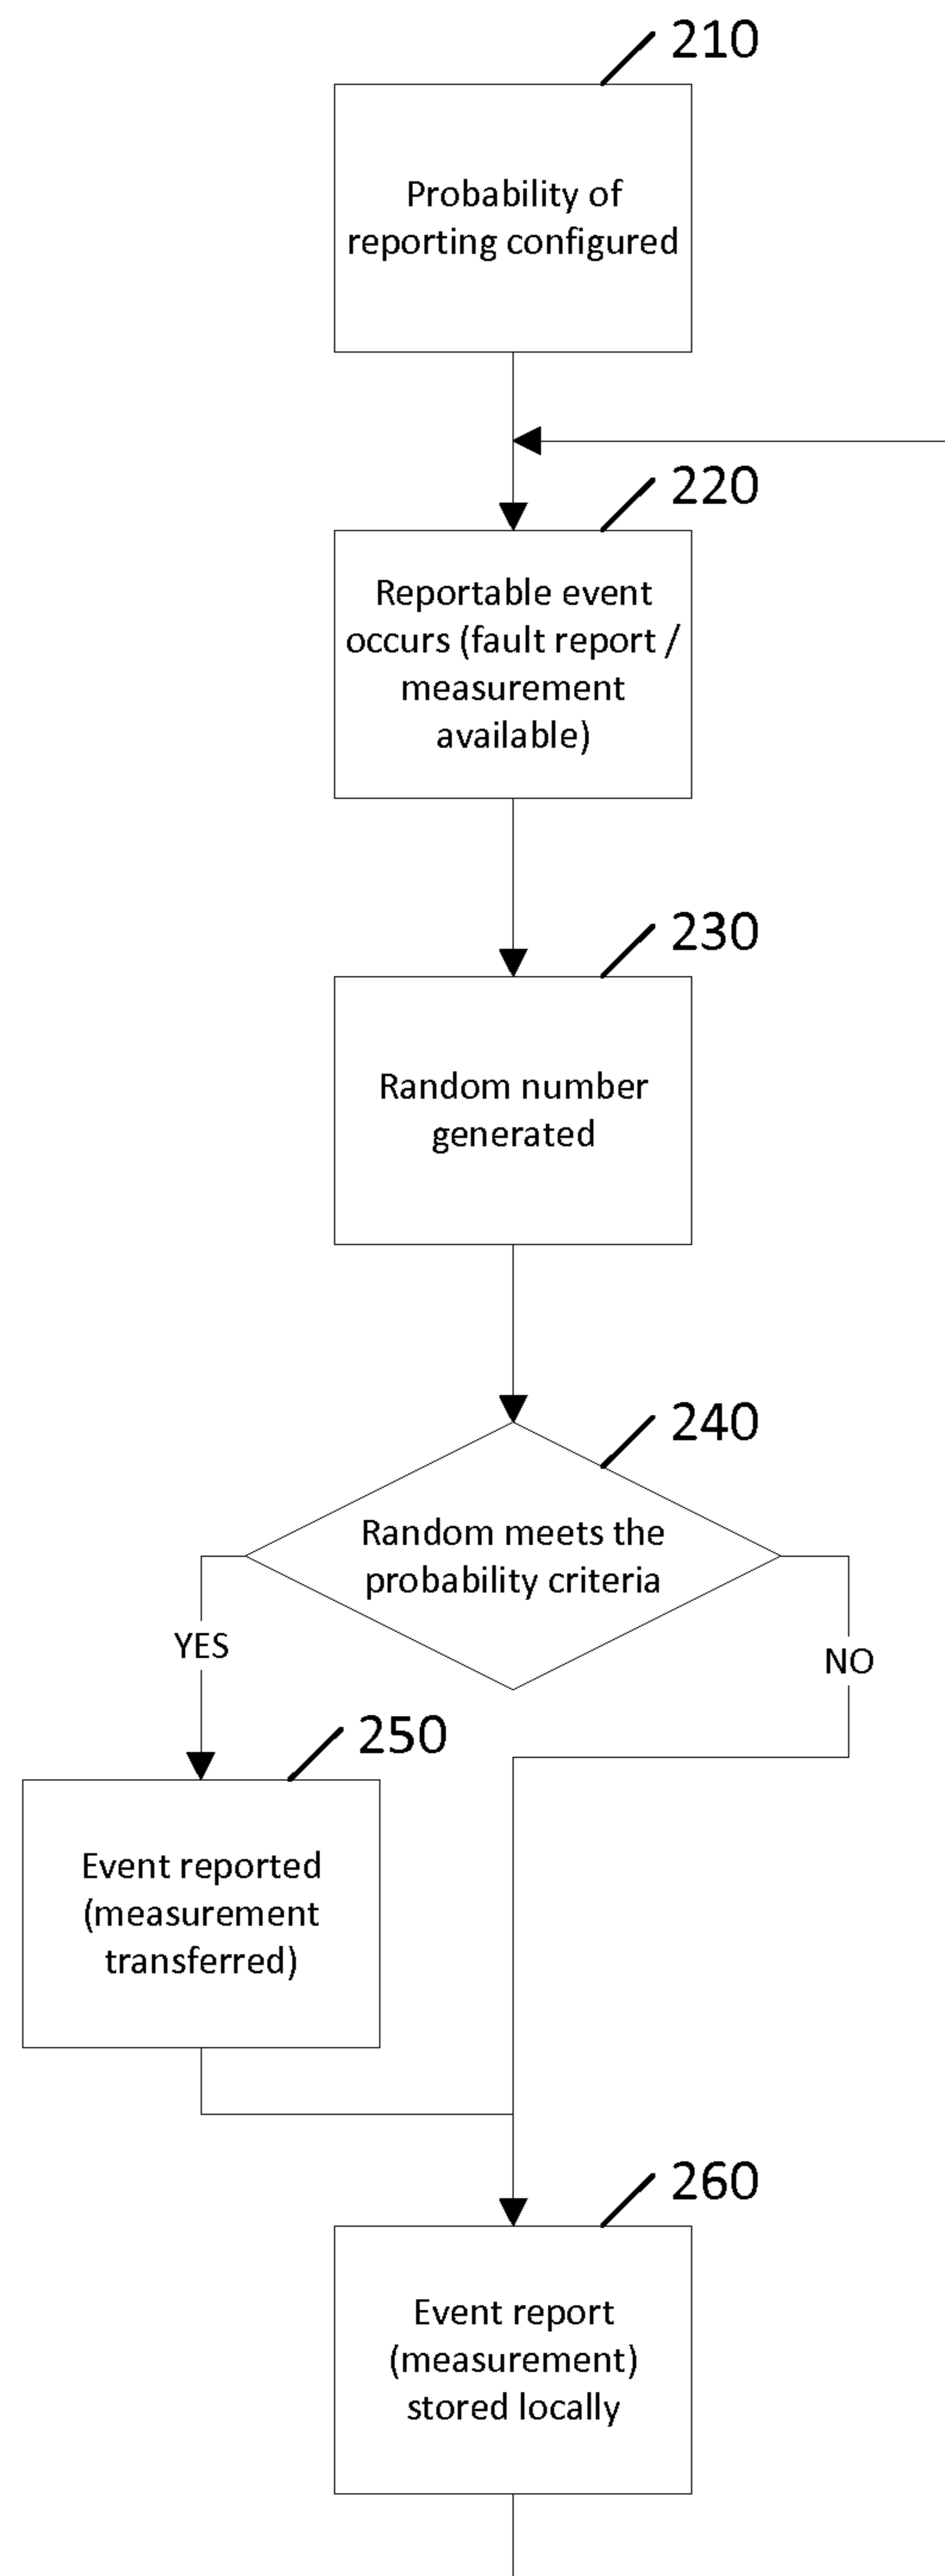 210
Probability of
reporting configured
220
Reportable event
occurs (fault report /
measurement
available)
230
Random number
generated
240
Random meets the
probability criteria
YES
NO
250
Event reported
(measurement
transferred)
260
Event report
(measurement)
stored locally